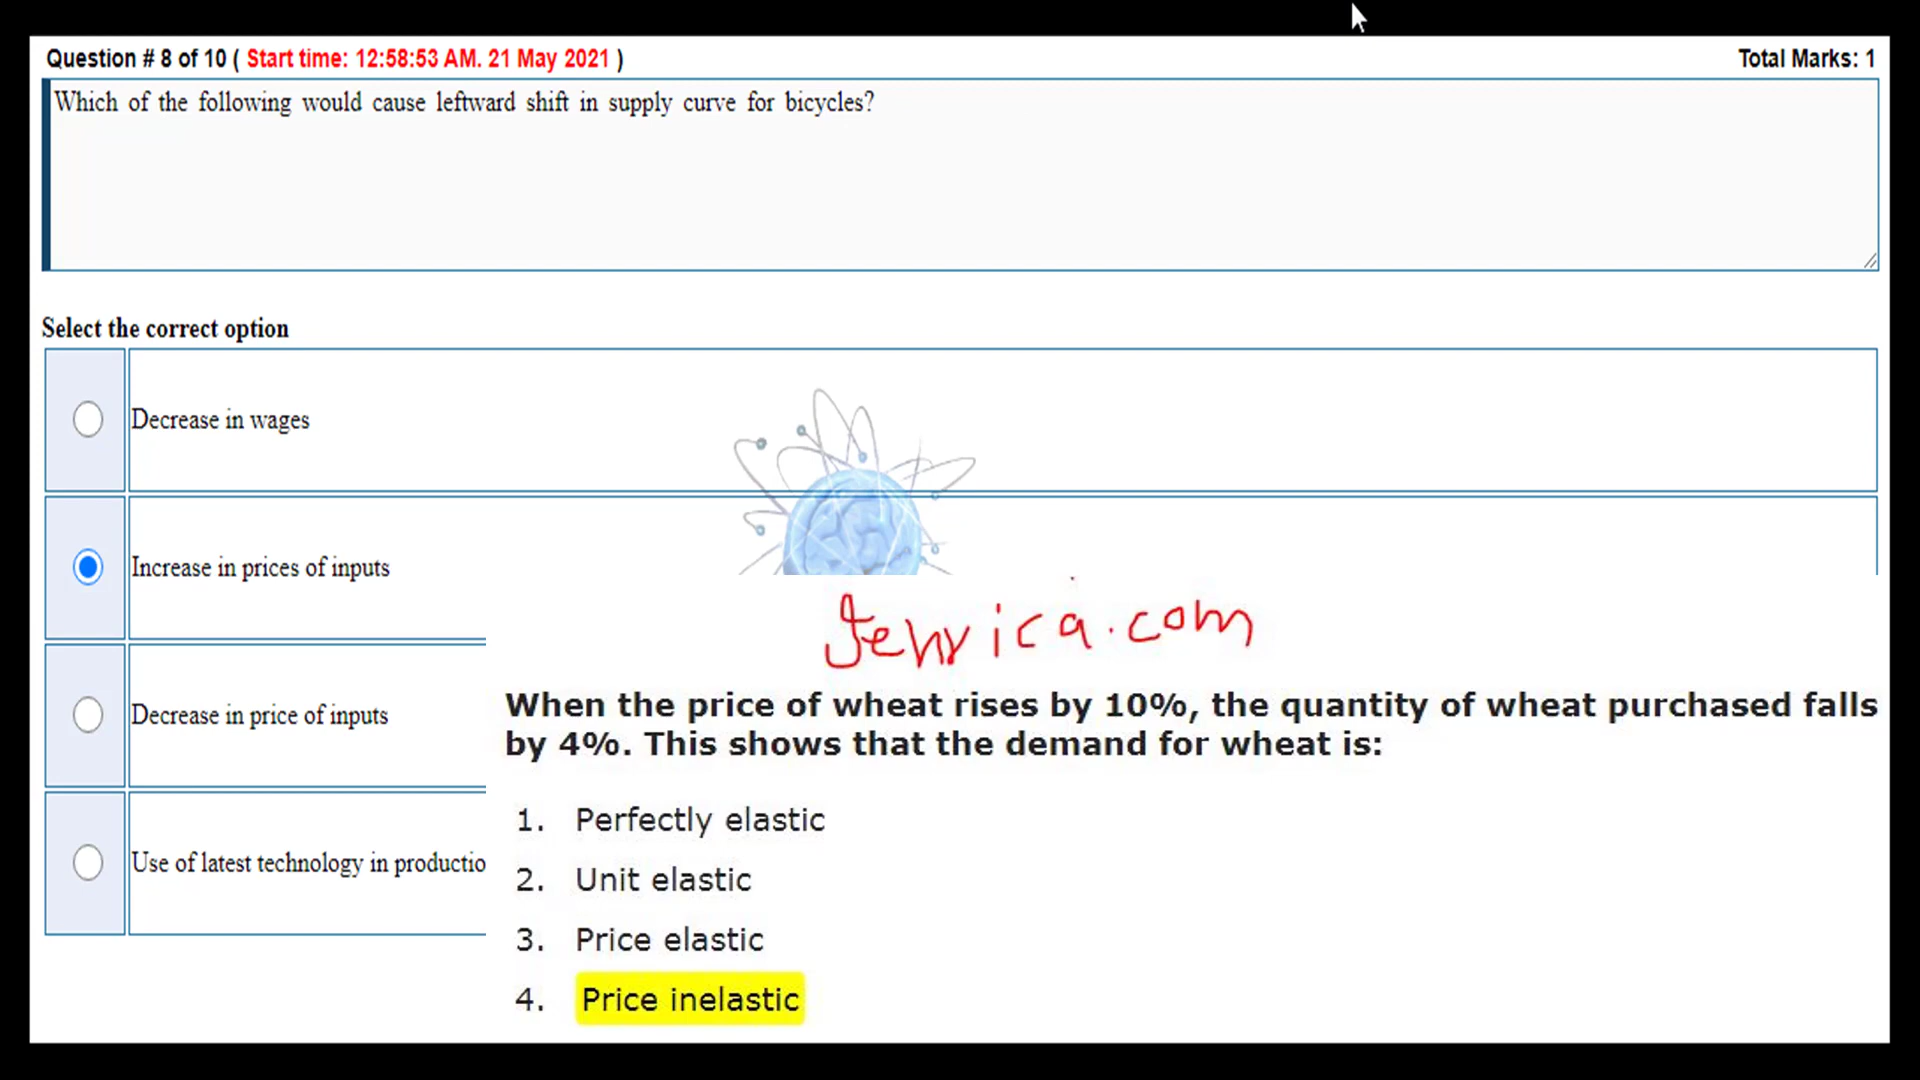 Question # 8 of 10 ( Start time: 12:58:53 AM. 21 May 2021 )
Total Marks: 1
Which of the following would cause leftward shift in supply curve for bicycles?
Select the correct option
Decrease in wages
Increase in prices of inputs
Decrease in price of inputs
Use of latest technology in productio
.com
When the price of wheat rises by 10%, the quantity of wheat purchased falls
by 4%. This shows that the demand for wheat is:
1. Perfectly elastic
2. Unit elastic
3. Price elastic
4. Price inelastic